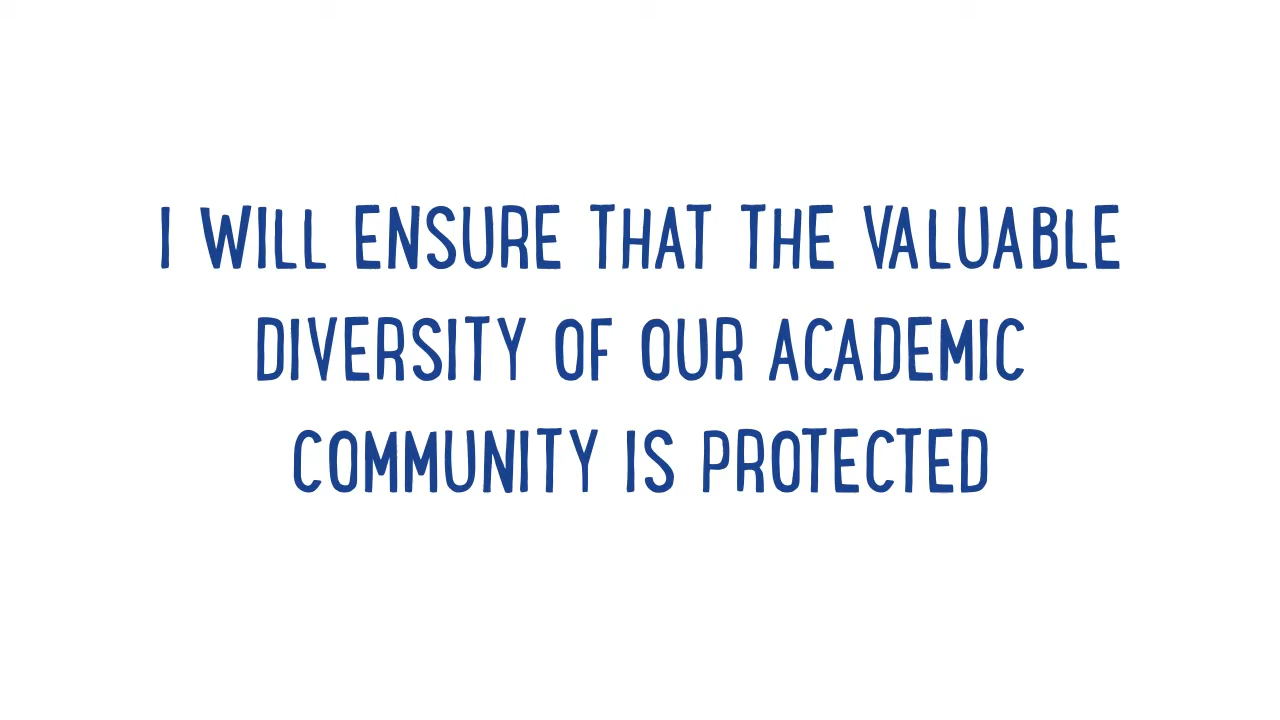 I WILL ENSURE THAT THE VALUABLE
DIVERSITY OF OUR ACADEMIC
COMMUNITY IS PROTECTED